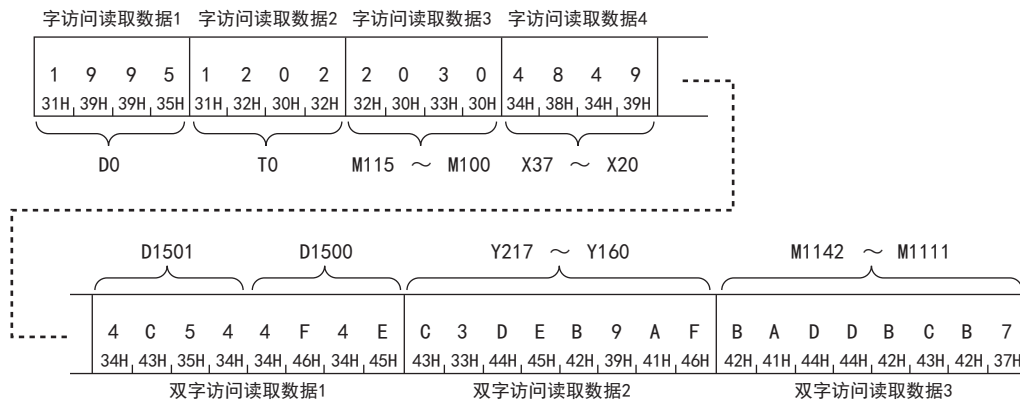 字访问读取数据1 字访问读取数据2 字访问读取数据3 字访问读取数据4
1 9 9 5 1 2 0 2 2 0 3 0 4 8 4 9
31H 39H 39H 35H 31H 32H 30H 32H 32H 30H 33H 30H 34H 38H 34H 39H
D0 T0 M115 ～ M100 X37 ～ X20
D1501 D1500 Y217 ～ Y160 M1142 ～ M1111
4 C 5 4 4 F 4 E C 3 D E B 9 A F B A D D B C B 7
34H 43H 35H 34H 34H 46H 34H 45H 43H 33H 44H 45H 42H 39H 41H 46H 42H 41H 44H 44H 42H 43H 42H 37H
双字访问读取数据1 双字访问读取数据2 双字访问读取数据3